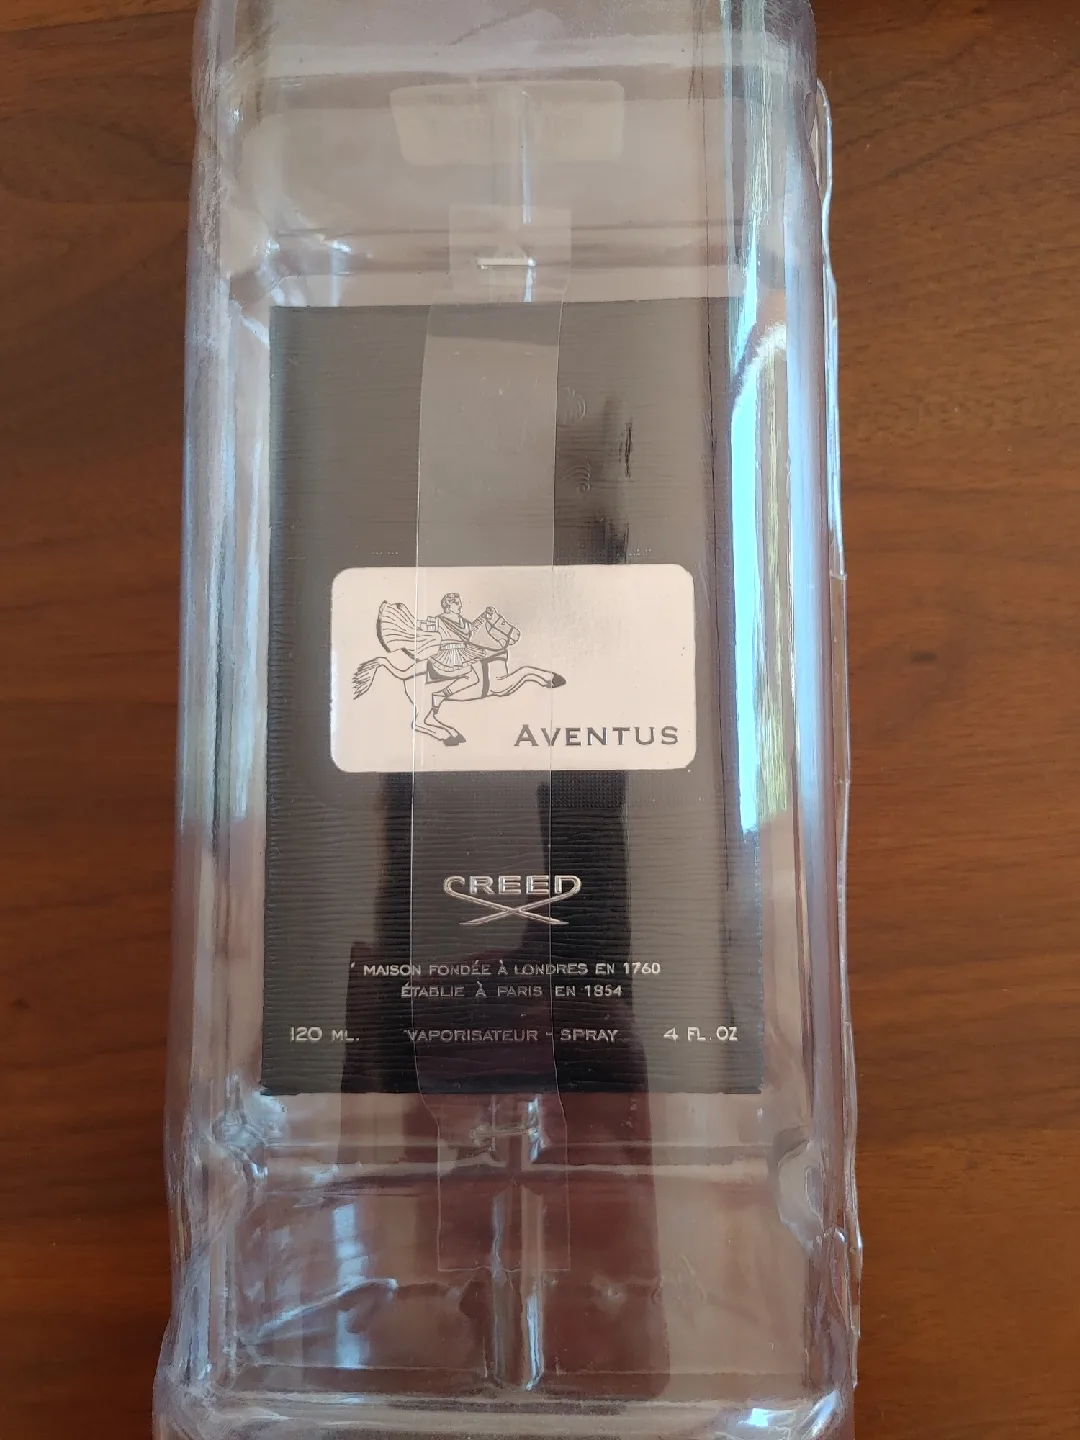 AVENTUS
CREED
MAISON FONDÉE À LONDRES EN 1760
ÉTABLIE À PARIS EN 1854
120 ML. VAPORISATEUR - SPRAY 4 FL. OZ